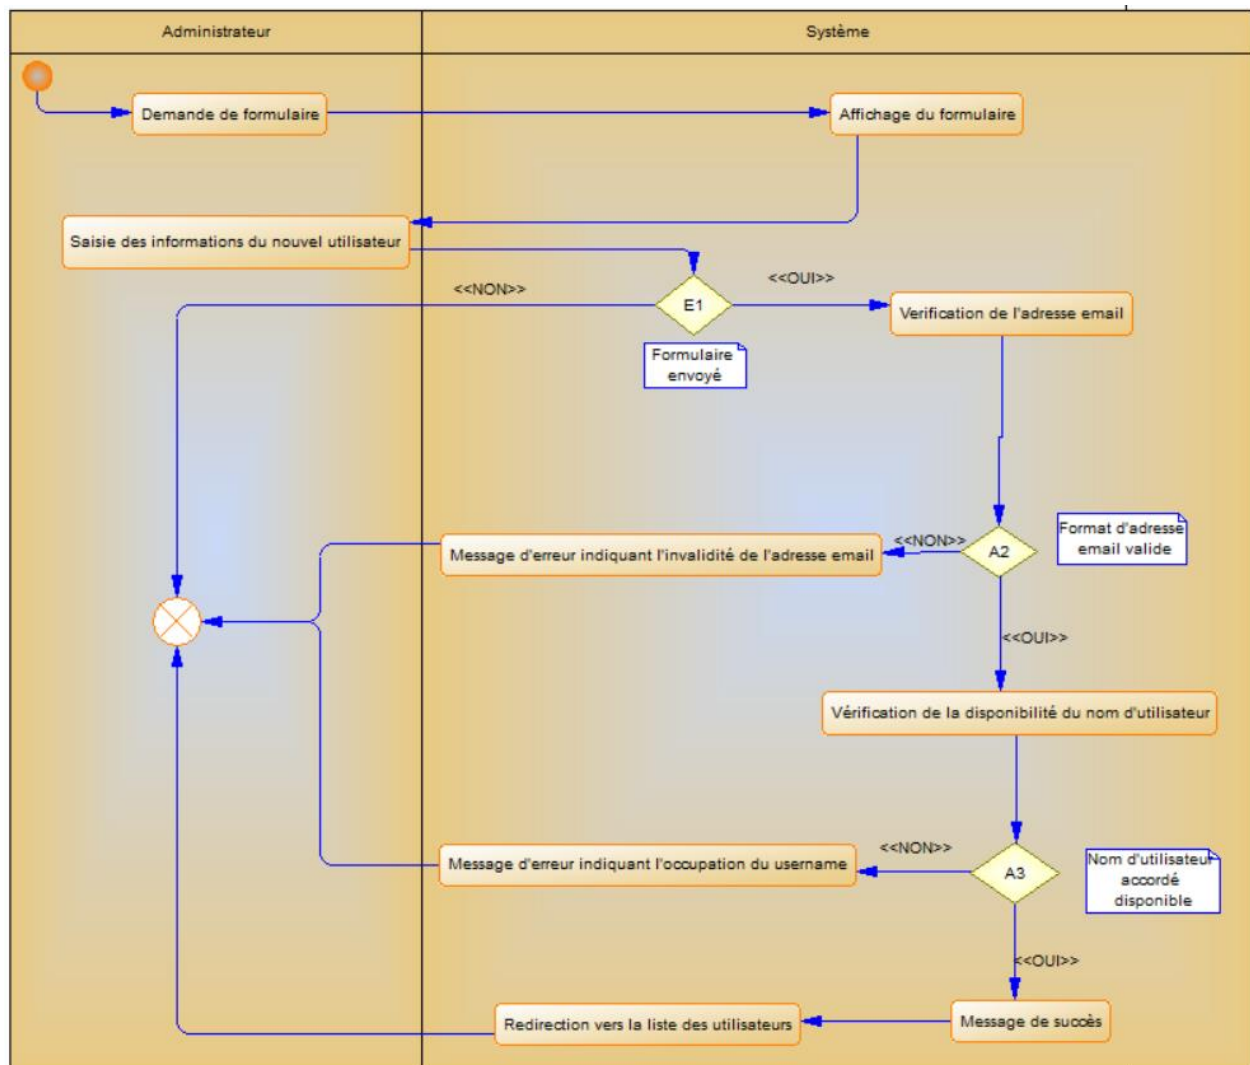 Administrateur
Système
Demande de formulaire
Affichage du formulaire
Saisie des informations du nouvel utilisateur
<<NON>>
E1
<<OUI>>
Verification de l'adresse email
Formulaire
envoyé
Message d'erreur indiquant l'invalidité de l'adresse email
<<NON>>
A2
Format d'adresse
email valide
<<OUI>>
Vérification de la disponibilité du nom d'utilisateur
Message d'erreur indiquant l'occupation du username
<<NON>>
A3
Nom d'utilisateur
accordé
disponible
<<OUI>>
Redirection vers la liste des utilisateurs
Message de succès